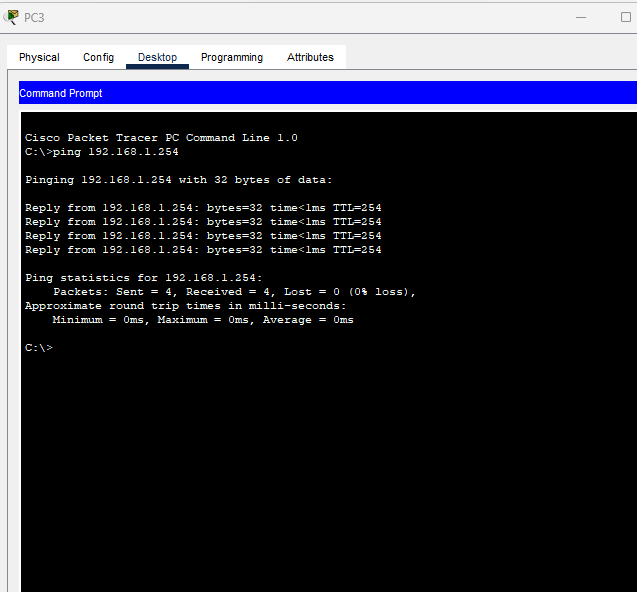 PC3
Physical Config Desktop Programming Attributes
Command Prompt
Cisco Packet Tracer PC Command Line 1.0
C:\>ping 192.168.1.254
Pinging 192.168.1.254 with 32 bytes of data:
Reply from 192.168.1.254: bytes=32 time<1ms TTL=254
Reply from 192.168.1.254: bytes=32 time<1ms TTL=254
Reply from 192.168.1.254: bytes=32 time<1ms TTL=254
Reply from 192.168.1.254: bytes=32 time<1ms TTL=254
Ping statistics for 192.168.1.254:
Packets: Sent = 4, Received = 4, Lost = 0 (0% loss),
Approximate round trip times in milli-seconds:
Minimum = 0ms, Maximum = 0ms, Average = 0ms
C:\>